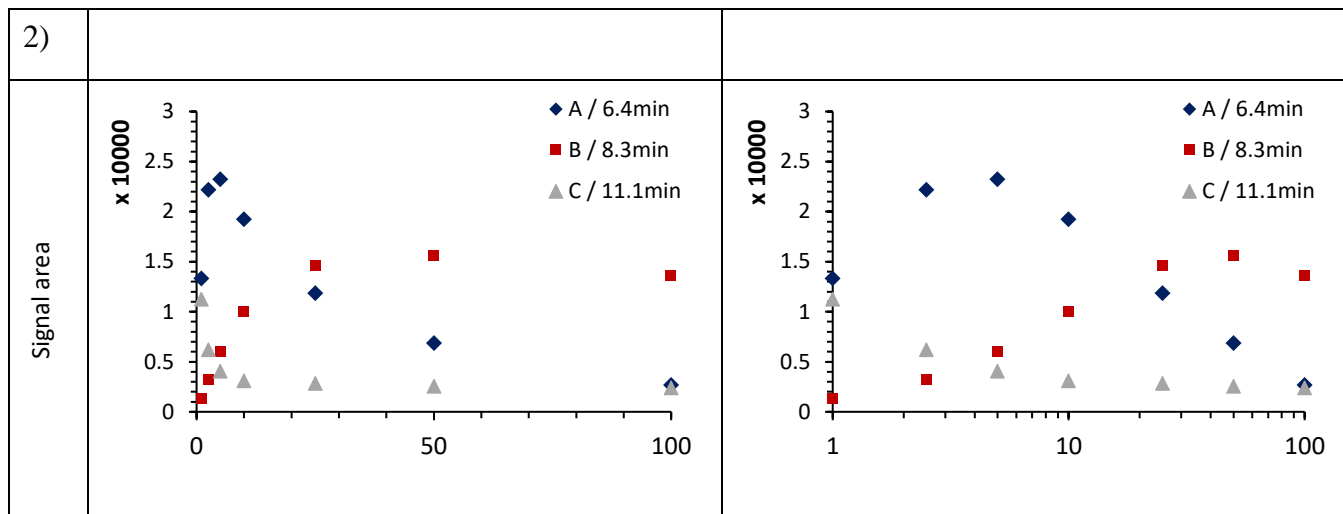 2)
Signal area
x 10000
3
2.5
2
1.5
1
0.5
0
0 50 100
A / 6.4min
B / 8.3min
C / 11.1min
x 10000
3
2.5
2
1.5
1
0.5
0
1 10 100
A / 6.4min
B / 8.3min
C / 11.1min